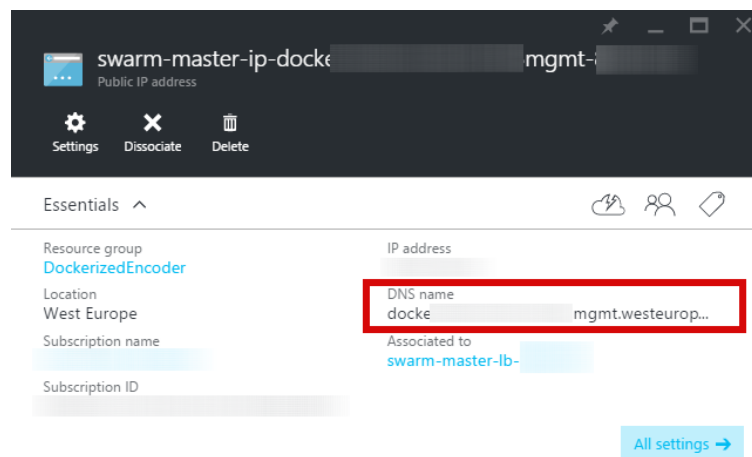 swarm-master-ip-docke mgmt-
Public IP address
Settings Dissociate Delete
Essentials
Resource group
DockerizedEncoder
IP address
Location
West Europe
DNS name
docke mgmt.westeurop...
Subscription name
Associated to
swarm-master-lb-
Subscription ID
All settings